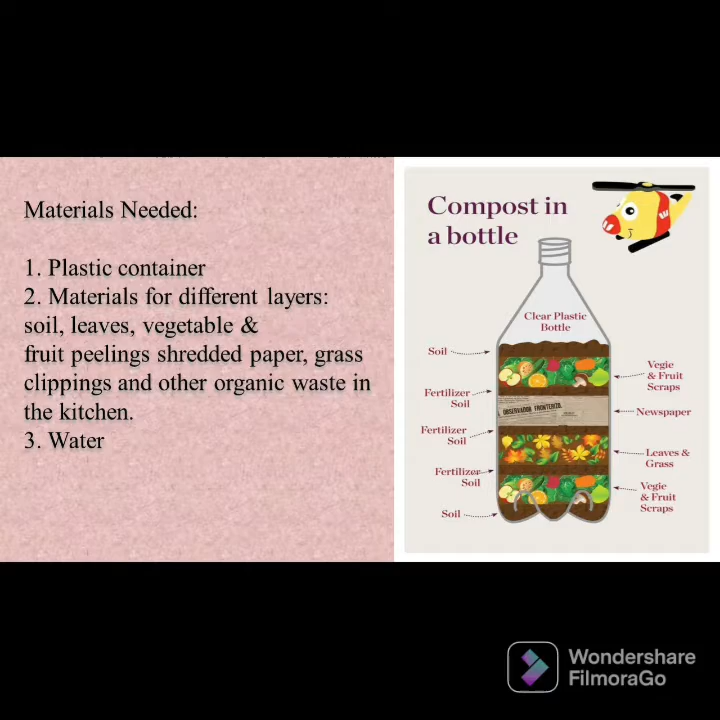 Materials Needed:
1. Plastic container
2. Materials for different layers:
soil, leaves, vegetable &
fruit peelings shredded paper, grass
clippings and other organic waste in
the kitchen.
3. Water
Compost in
a bottle
Clear Plastic
Bottle
Soil
Fertilizer
Soil
Fertilizer
Soil
Fertilizer
Soil
Soil
Vegie
& Fruit
Scraps
Newspaper
OBSERVADOR FRONTERIZO.
Leaves &
Grass
Vegie
& Fruit
Scraps
Wondershare
FilmoraGo